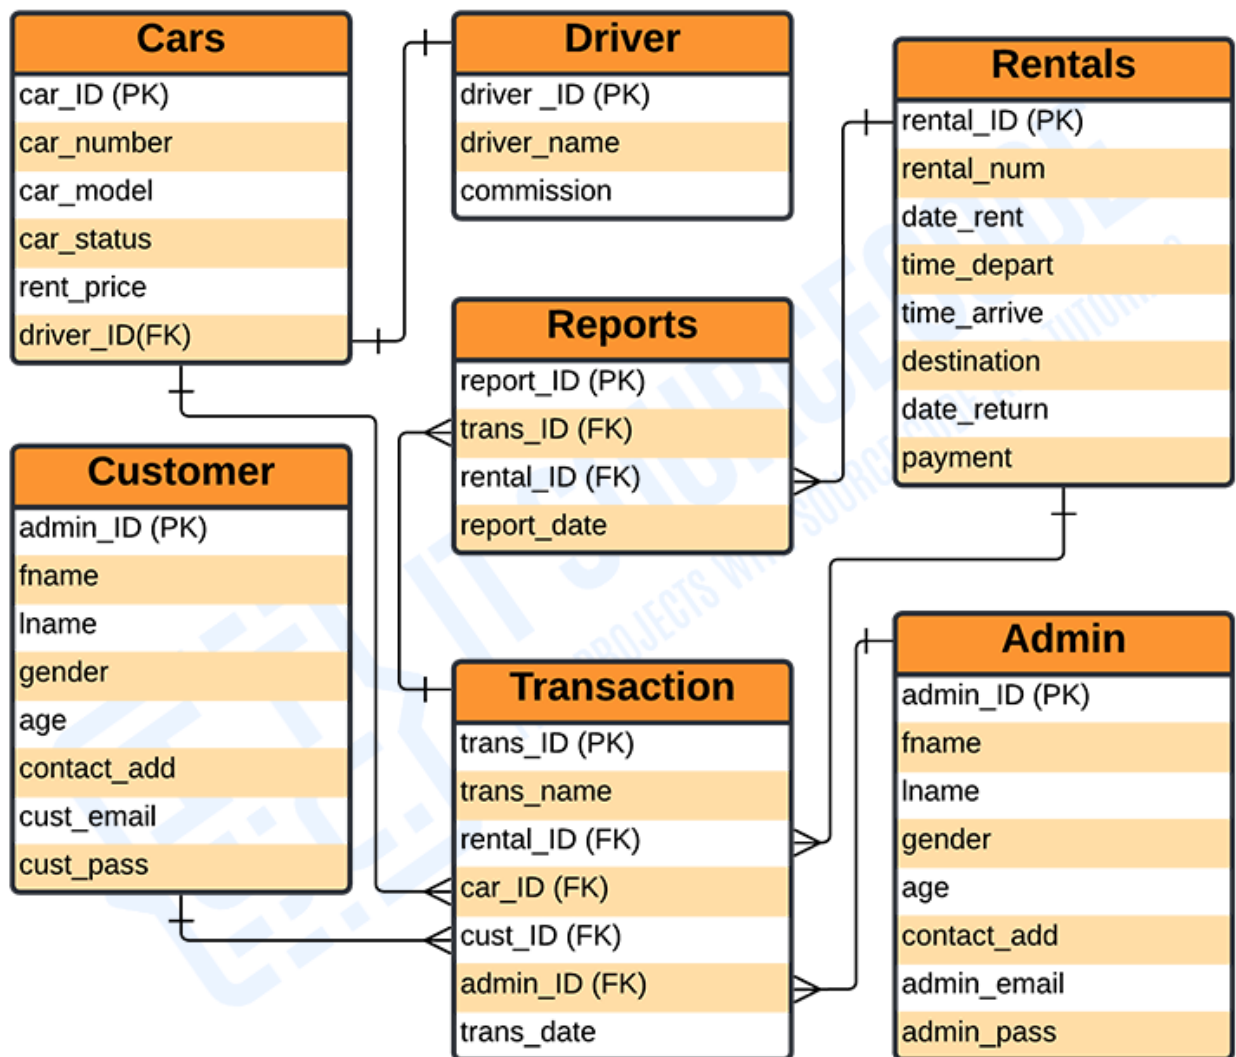 Cars
car_ID (PK)
car_number
car_model
car_status
rent_price
driver_ID(FK)
Driver
driver _ID (PK)
driver_name
commission
Rentals
rental_ID (PK)
rental_num
date_rent
time_depart
time_arrive
destination
date_return
payment
Reports
report_ID (PK)
trans_ID (FK)
rental_ID (FK)
report_date
Customer
admin_ID (PK)
fname
lname
gender
age
contact_add
cust_email
cust_pass
Transaction
trans_ID (PK)
trans_name
rental_ID (FK)
car_ID (FK)
cust_ID (FK)
admin_ID (FK)
trans_date
Admin
admin_ID (PK)
fname
lname
gender
age
contact_add
admin_email
admin_pass
IT SOURCECODE